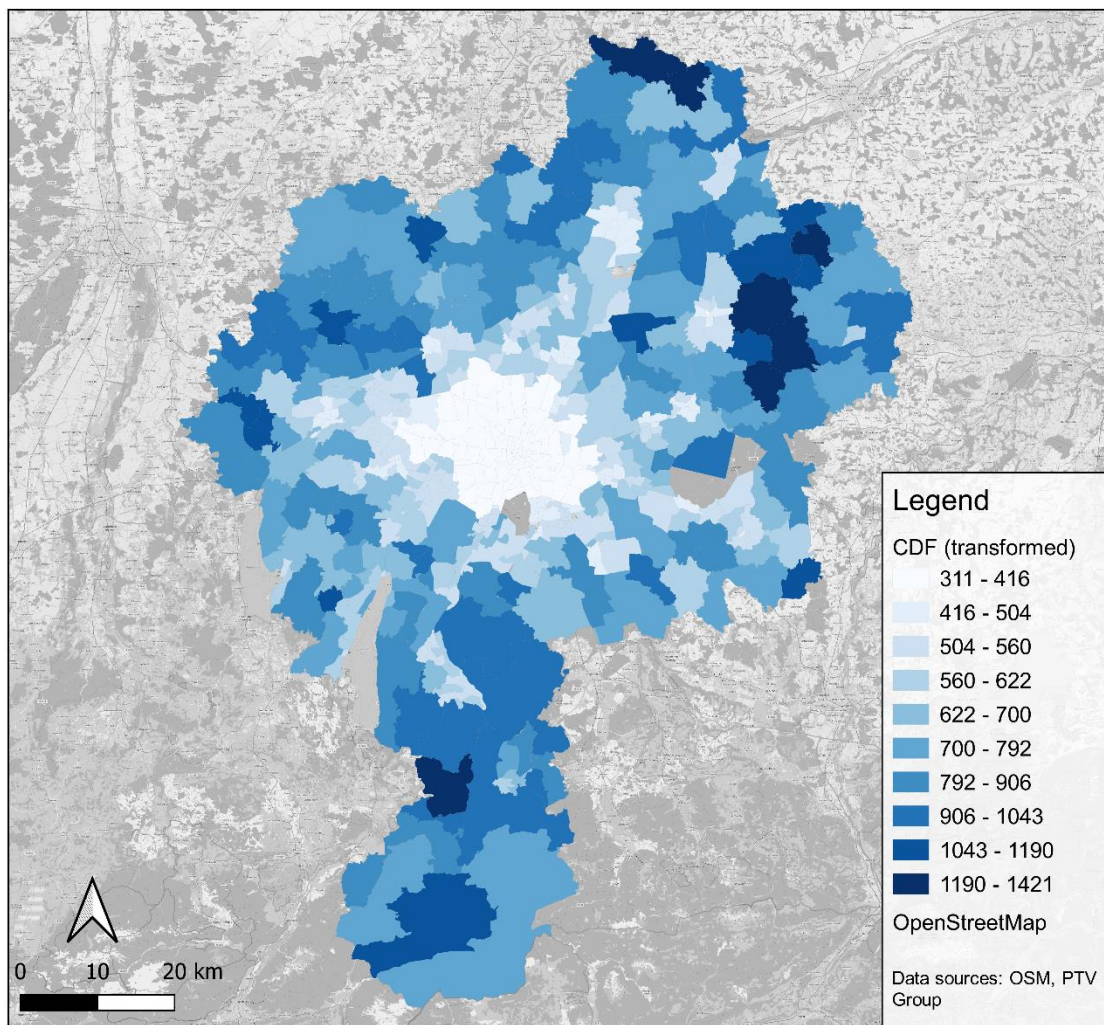 Legend
CDF (transformed)
311 - 416
416 - 504
504 - 560
560 - 622
622 - 700
700 - 792
792 - 906
906 - 1043
1043 - 1190
1190 - 1421
OpenStreetMap
Data sources: OSM, PTV
Group
0 10 20 km